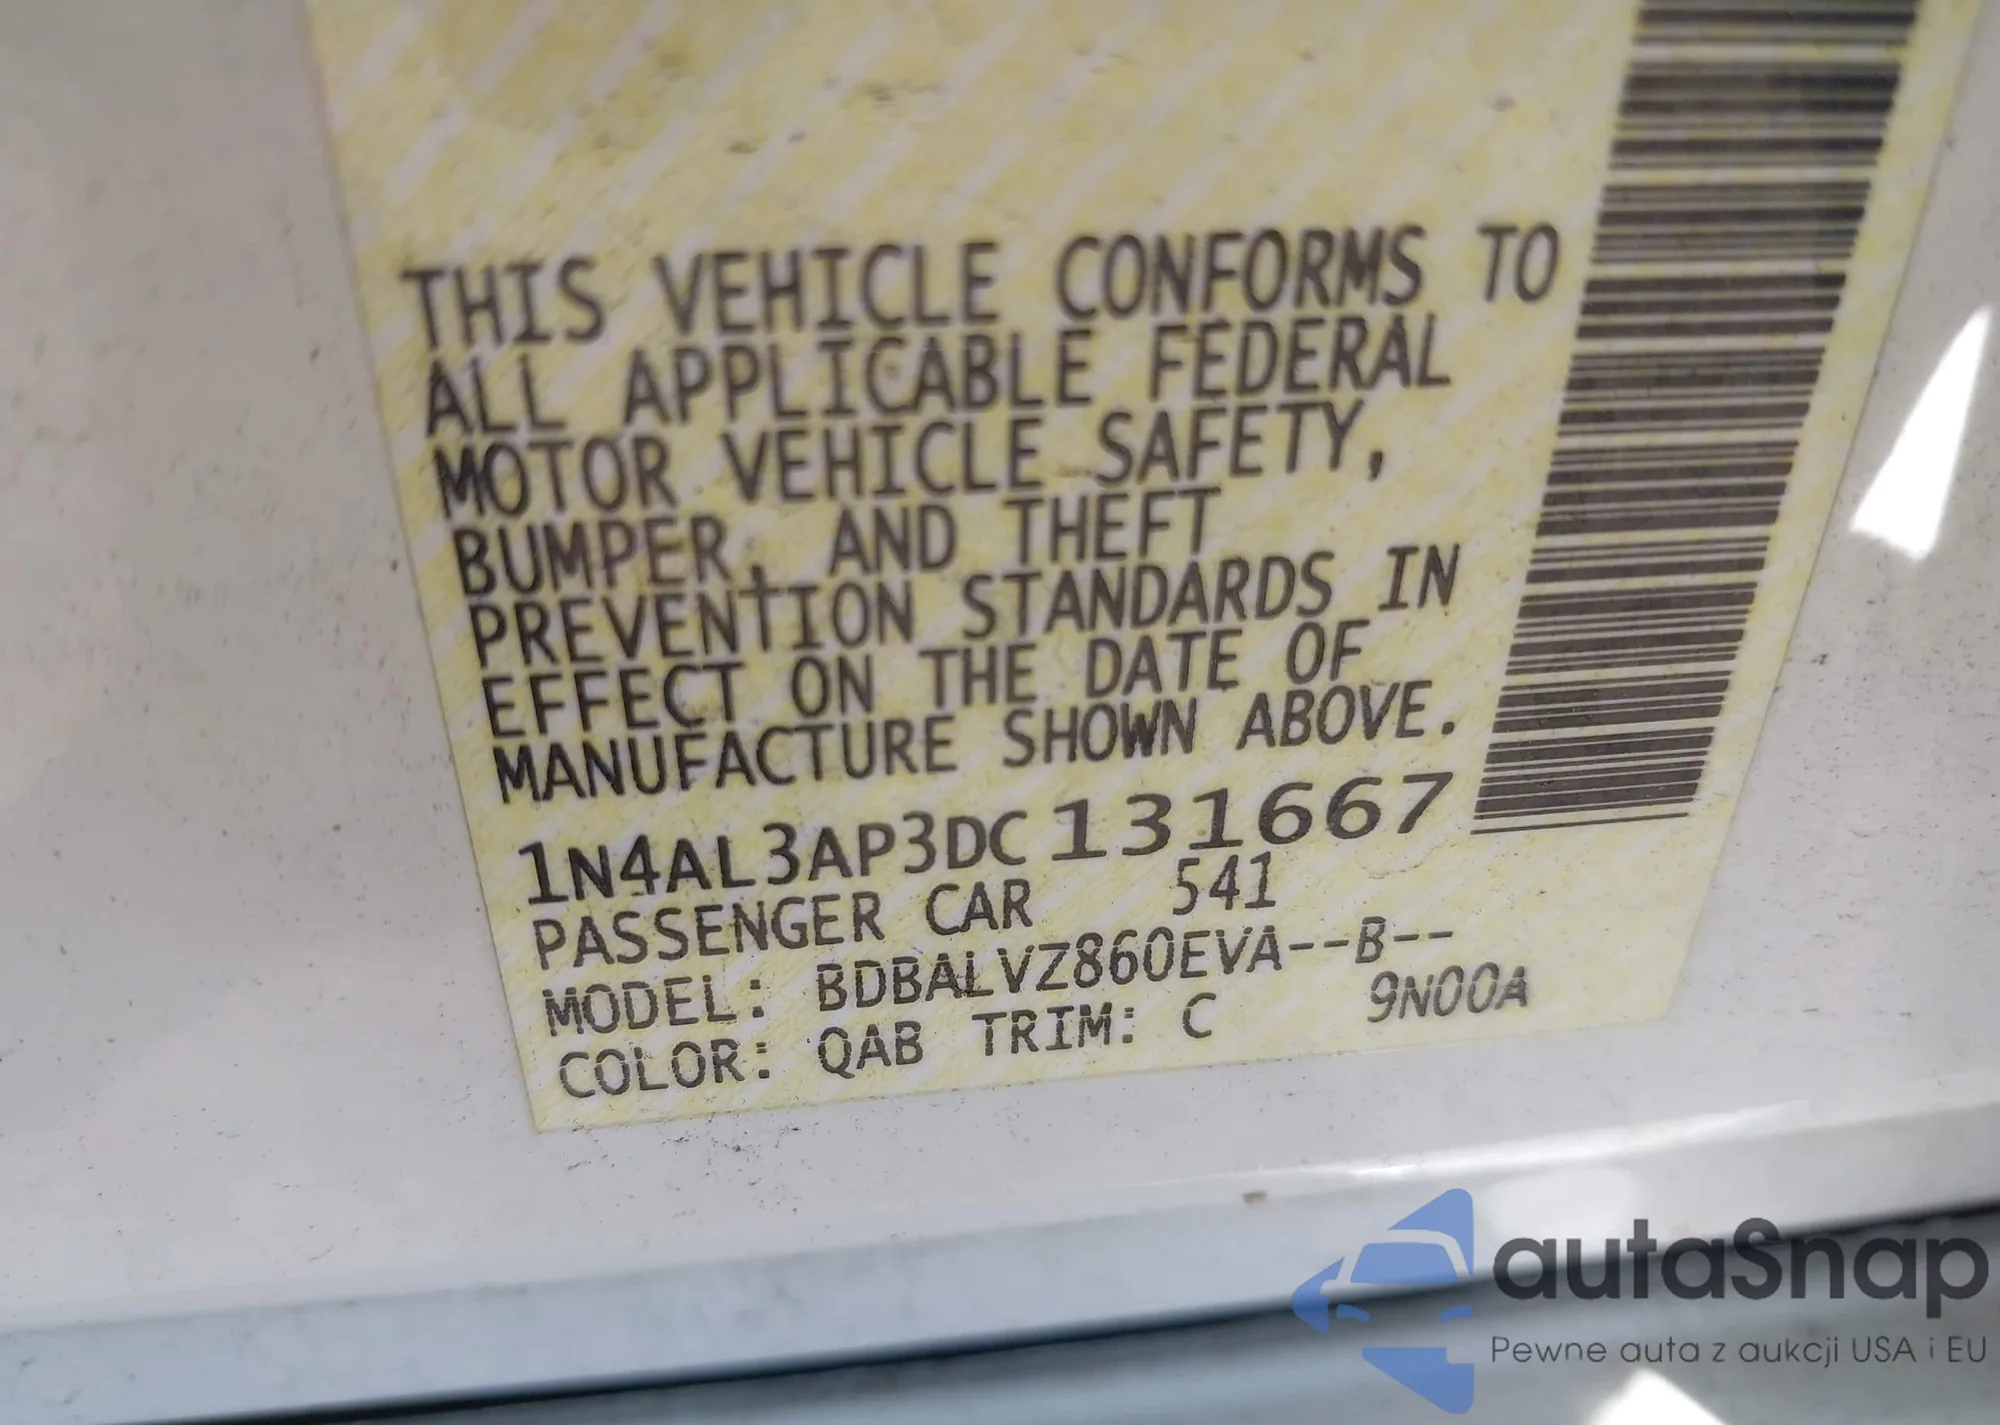 THIS VEHICLE CONFORMS TO
ALL APPLICABLE FEDERAL
MOTOR VEHICLE SAFETY,
BUMPER, AND THEFT
PREVENTION STANDARDS IN
EFFECT ON THE DATE OF
MANUFACTURE SHOWN ABOVE.
1N4AL3AP3DC131667
PASSENGER CAR 541
MODEL: BDBALVZ860EVA--B--
COLOR: QAB TRIM: C 9N00A
autaSnap
Pewne auta z aukcji USA i EU